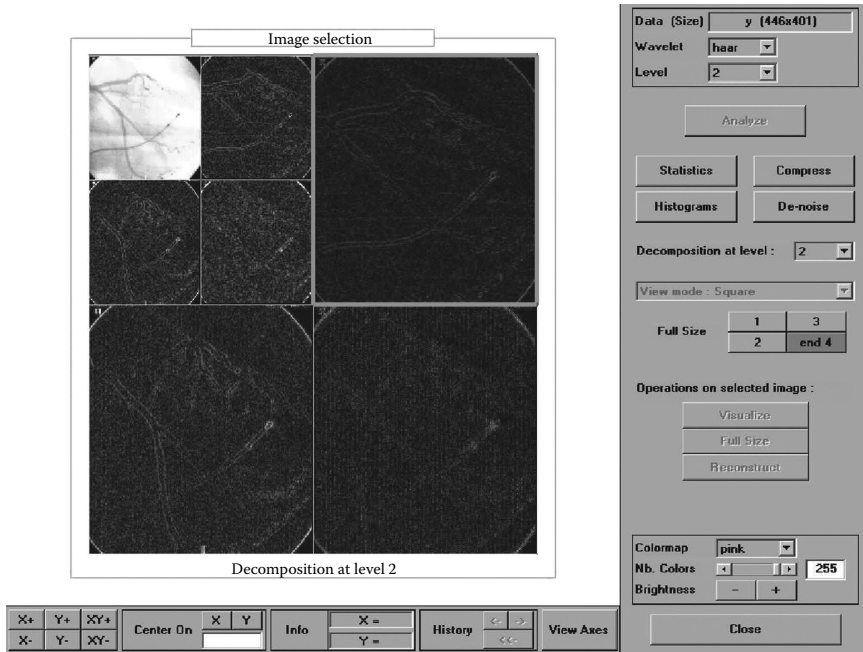 Image selection
Decomposition at level 2
X+ Y+ XY+
X- Y- XY-
Center On X Y
Info X =
Y =
History <- ->
<<-
View Axes
Data (Size) y (446x401)
Wavelet haar
Level 2
Analyze
Statistics Compress
Histograms De-noise
Decomposition at level : 2
View mode : Square
Full Size 1 3
2 end 4
Operations on selected image :
Visualize
Full Size
Reconstruct
Colormap pink
Nb. Colors 255
Brightness - +
Close